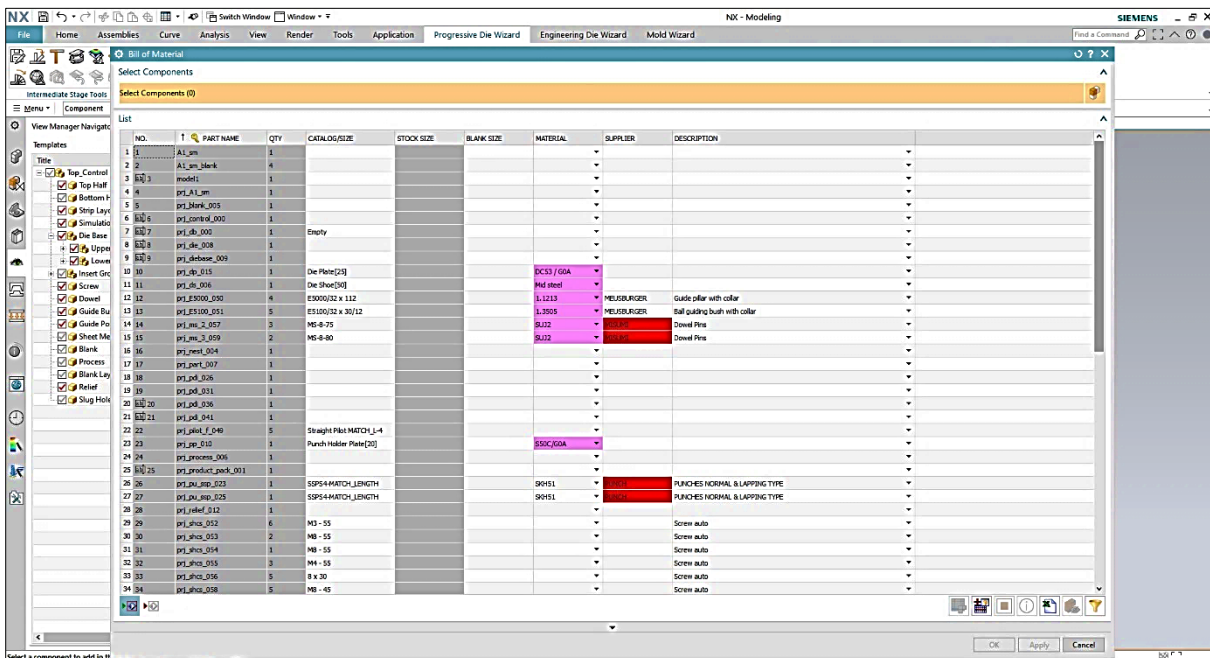 NX Switch Window Window NX - Modeling SIEMENS
File Home Assemblies Curve Analysis View Render Tools Application Progressive Die Wizard Engineering Die Wizard Mold Wizard Find a Command
Bill of Material
Select Components
Intermediate Stage Tools Select Components (0)
Menu Component
View Manager Navigato List
Templates NO. PART NAME QTY CATALOG/SIZE STOCK SIZE BLANK SIZE MATERIAL SUPPLIER DESCRIPTION
Title
Top_Control
Top Half
Bottom H
Strip Layo
Simulatio
Die Base
Uppe
Lowe
Insert Gro
Screw
Dowel
Guide Bu
Guide Po
Sheet Me
Blank
Process
Blank Lay
Relief
Slug Hole
1 1 A1_sm 1
2 2 A1_sm_blank 4
3 3 model1 1
4 4 prj_A1_sm 1
5 5 prj_blank_005 1
6 6 prj_control_000 1
7 7 prj_db_000 1 Empty
8 8 prj_die_008 1
9 9 prj_diebase_009 1
10 10 prj_dp_015 1 Die Plate[25] DC53 / GOA
11 11 prj_ds_006 1 Die Shoe[30] Mid steel
12 12 prj_E5000_050 4 E5000/32 x 112 1.1213 MEUSBURGER Guide pillar with collar
13 13 prj_E5100_051 5 E5100/32 x 30/12 1.3505 MEUSBURGER Ball guiding bush with collar
14 14 prj_ms_2_057 3 MS-8-75 SUJ2 Dowel Pins
15 15 prj_ms_3_059 2 MS-8-80 SUJ2 Dowel Pins
16 16 prj_nest_004 1
17 17 prj_part_007 1
18 18 prj_pdi_026 1
19 19 prj_pdi_031 1
20 20 prj_pdi_036 1
21 21 prj_pdi_041 1
22 22 prj_pilot_f_049 5 Straight Pilot MATCH_L-4
23 23 prj_pp_010 1 Punch Holder Plate[20] S50C/GOA
24 24 prj_process_006 1
25 25 prj_product_pack_001 1
26 26 prj_pu_ssp_023 1 SSPS4-MATCH_LENGTH SKH51 PUNCH PUNCHES NORMAL & LAPPING TYPE
27 27 prj_pu_ssp_025 1 SSPS4-MATCH_LENGTH SKH51 PUNCH PUNCHES NORMAL & LAPPING TYPE
28 28 prj_relief_012 1
29 29 prj_shcs_052 6 M3 - 55 Screw auto
30 30 prj_shcs_053 2 M8 - 55 Screw auto
31 31 prj_shcs_054 1 M8 - 55 Screw auto
32 32 prj_shcs_055 3 M4 - 55 Screw auto
33 33 prj_shcs_056 5 8 x 30 Screw auto
34 34 prj_shcs_058 5 M8 - 45 Screw auto
OK Apply Cancel
Select a component to add in th